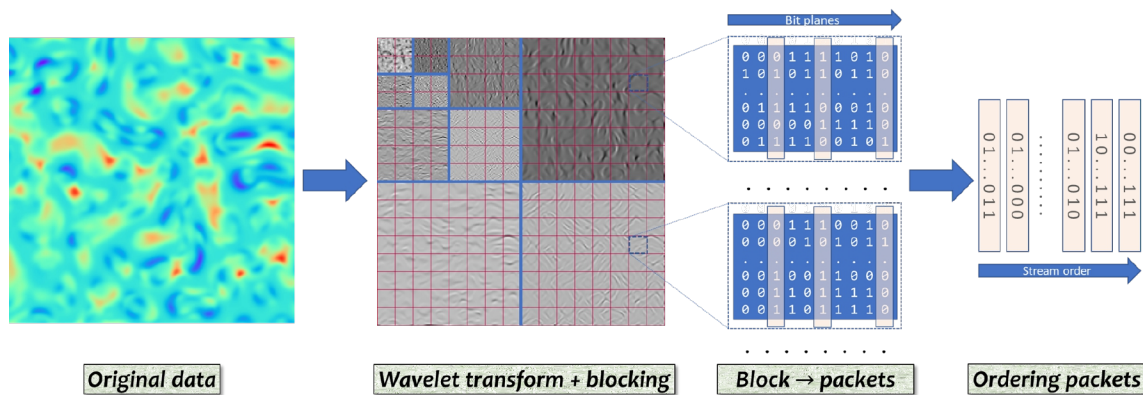 Bit planes
0 0 0 1 1 1 1 0 1 0
1 0 1 0 1 1 0 1 1 0
. . . . . . . . . .
0 1 1 1 1 0 0 0 1 0
0 0 0 0 0 1 1 1 1 0
0 1 1 1 1 0 0 1 0 1
. . . . . . . .
0 0 0 1 1 1 0 0 1 0
0 0 0 0 1 0 1 0 1 1
. . . . . . . . . .
0 0 1 0 0 1 1 0 0 0
0 0 1 1 0 1 1 1 1 0
0 0 1 1 0 1 1 1 1 0
. . . . . . . .
01...011
01...000
........
01...010
10...111
00...111
Stream order
Original data
Wavelet transform + blocking
Block → packets
Ordering packets